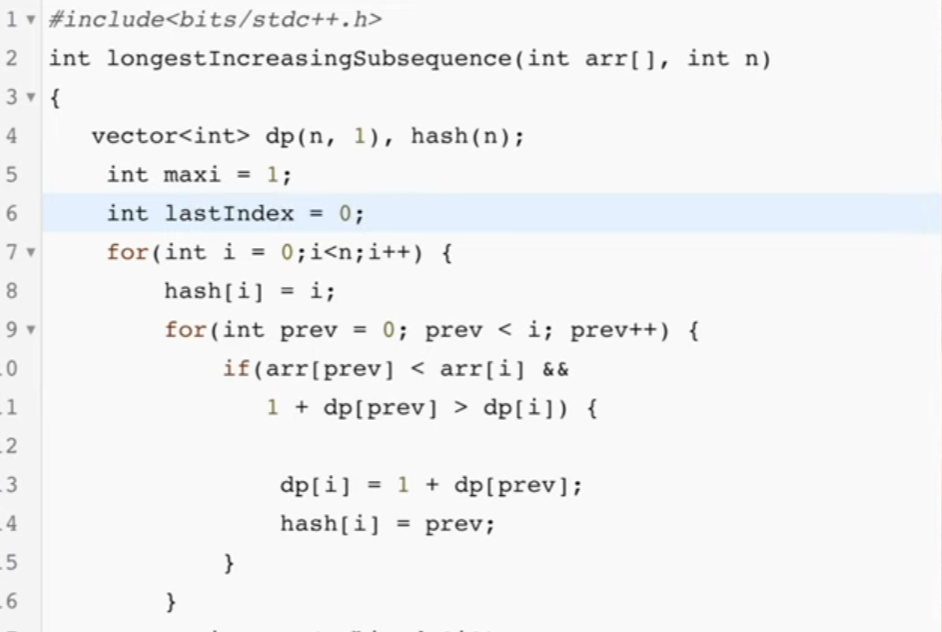 1 #include<bits/stdc++.h>
2 int longestIncreasingSubsequence(int arr[], int n)
3 {
4 vector<int> dp(n, 1), hash(n);
5 int maxi = 1;
6 int lastIndex = 0;
7 for(int i = 0;i<n;i++) {
8 hash[i] = i;
9 for(int prev = 0; prev < i; prev++) {
0 if(arr[prev] < arr[i] &&
1 1 + dp[prev] > dp[i]) {
2
3 dp[i] = 1 + dp[prev];
4 hash[i] = prev;
5 }
6 }